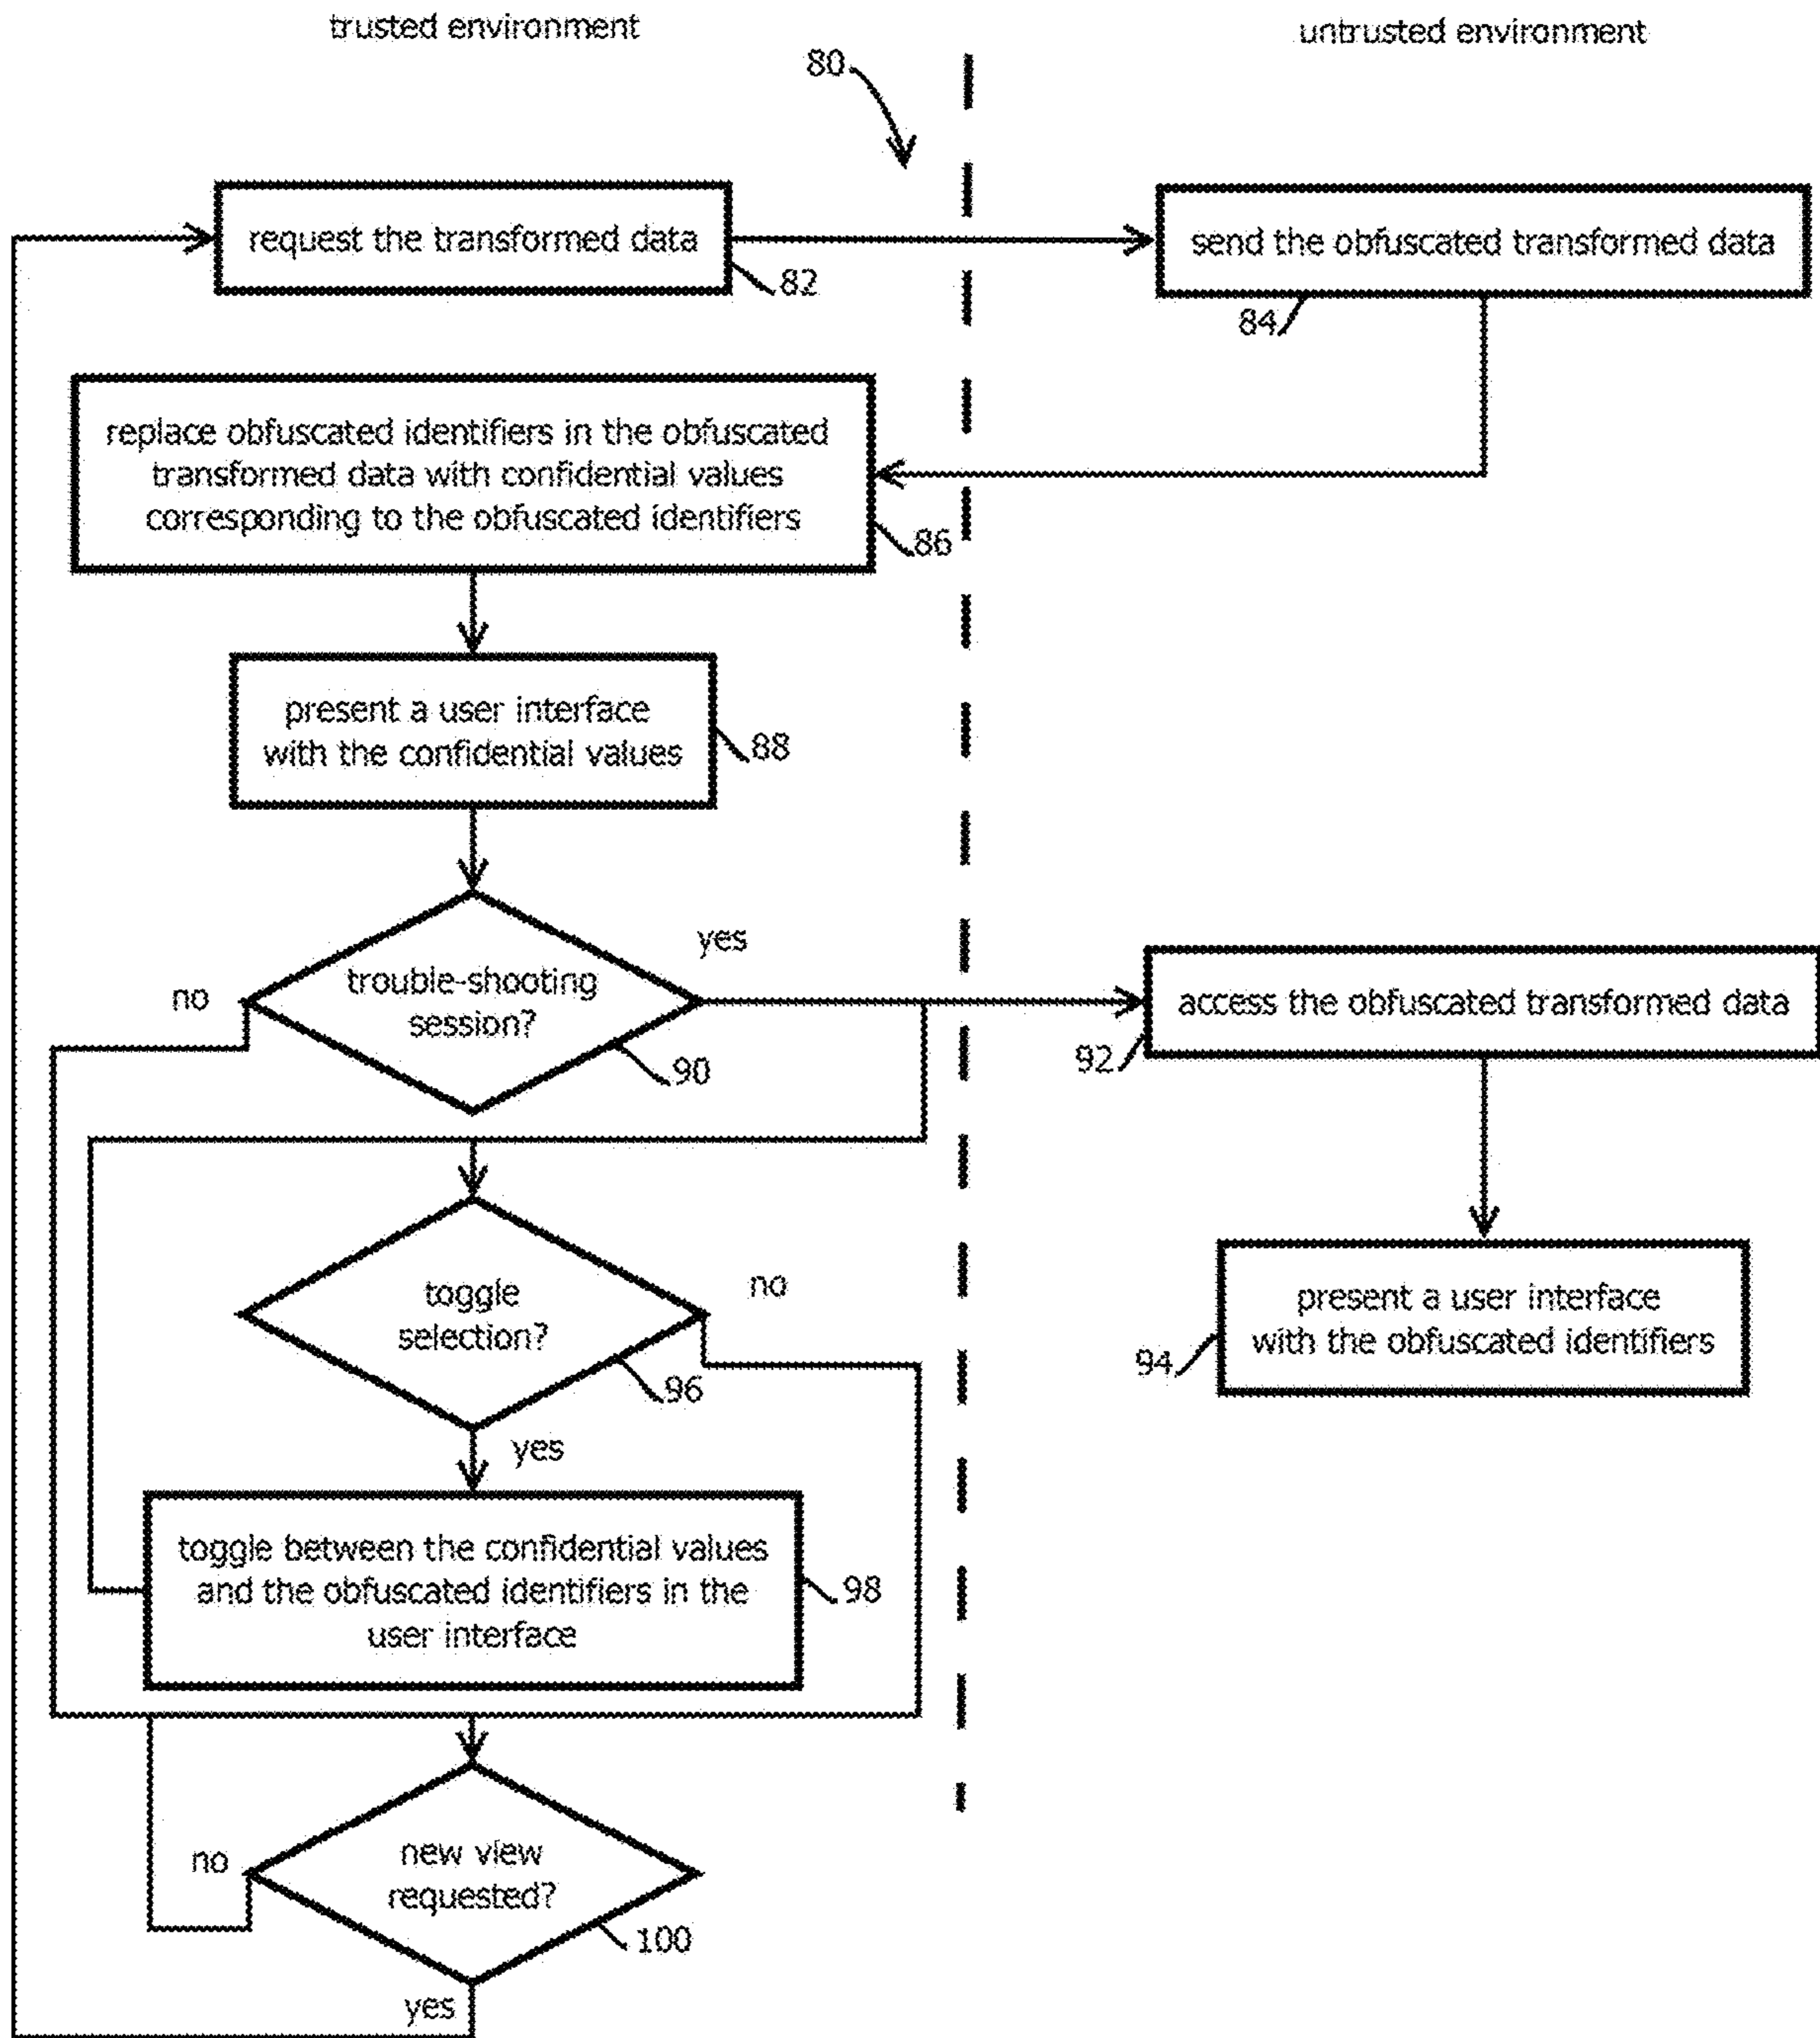 trusted environment
untrusted environment
80
request the transformed data
82
send the obfuscated transformed data
84
replace obfuscated identifiers in the obfuscated
transformed data with confidential values
corresponding to the obfuscated identifiers
86
present a user interface
with the confidential values
88
yes
no
trouble-shooting
session?
90
access the obfuscated transformed data
92
toggle
selection?
no
96
yes
present a user interface
with the obfuscated identifiers
94
toggle between the confidential values
and the obfuscated identifiers in the
user interface
98
no
new view
requested?
100
yes